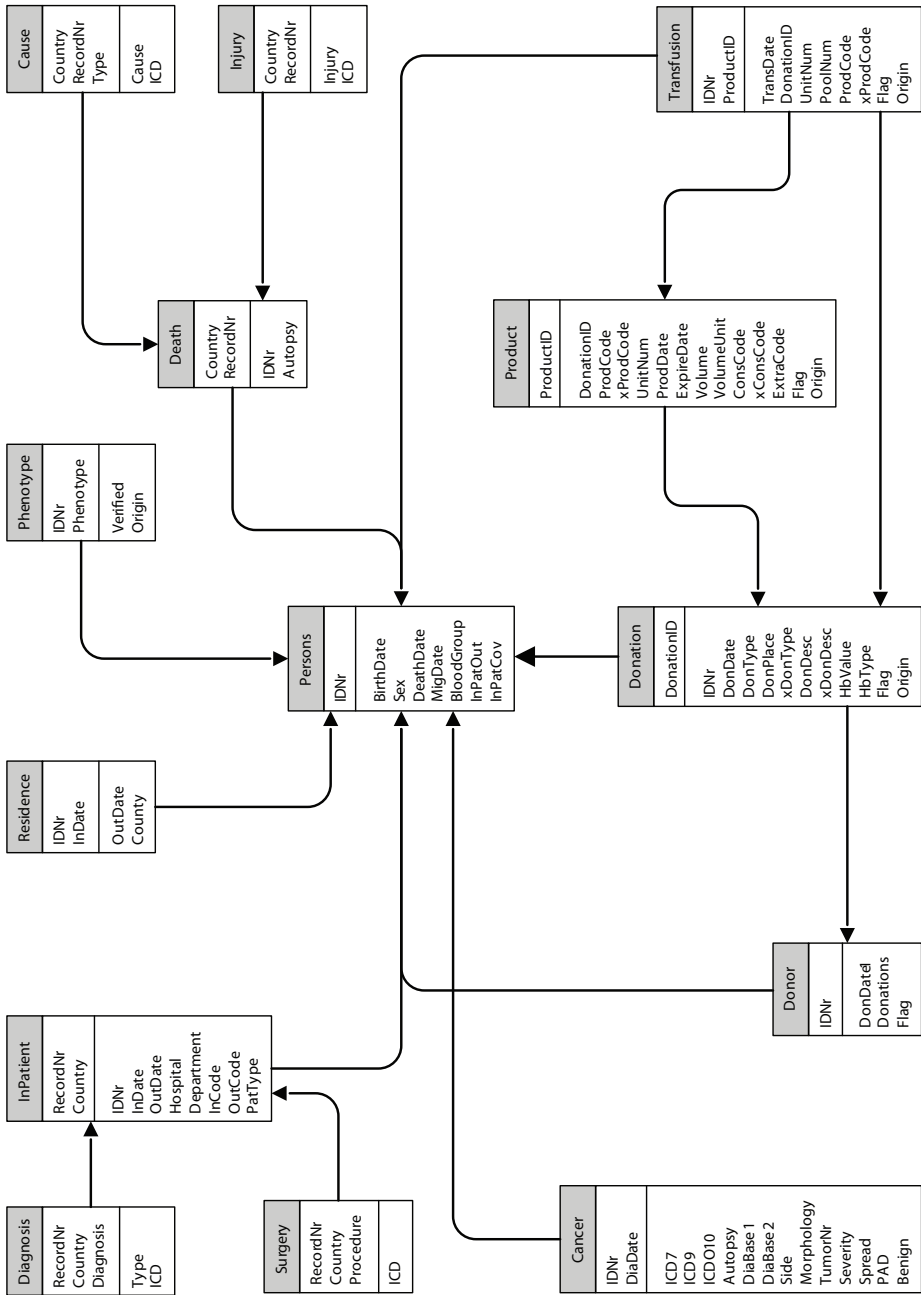 Diagnosis
RecordNr
Country
Diagnosis
Type
ICD
InPatient
RecordNr
Country
IDNr
InDate
OutDate
Hospital
Department
InCode
OutCode
PatType
Residence
IDNr
InDate
OutDate
County
Phenotype
IDNr
Phenotype
Verified
Origin
Cause
Country
RecordNr
Type
Cause
ICD
Death
Country
RecordNr
IDNr
Autopsy
Injury
Country
RecordNr
Injury
ICD
Surgery
RecordNr
Country
Procedure
ICD
Persons
IDNr
BirthDate
Sex
DeathDate
MigDate
BloodGroup
InPatOut
InPatCov
Cancer
IDNr
DiaDate
ICD7
ICD9
ICDO10
Autopsy
DiaBase1
DiaBase2
Side
Morphology
TumorNr
Severity
Spread
PAD
Benign
Donor
IDNr
DonDate1
Donations
Flag
Donation
DonationID
IDNr
DonDate
DonType
DonPlace
xDonType
DonDesc
xDonDesc
HbValue
HbType
Flag
Origin
Product
ProductID
DonationID
ProdCode
xProdCode
UnitNum
ProdDate
ExpireDate
Volume
VolumeUnit
ConsCode
xConsCode
ExtraCode
Flag
Origin
Transfusion
IDNr
ProductID
TransDate
DonationID
UnitNum
PoolNum
ProdCode
xProdCode
Flag
Origin